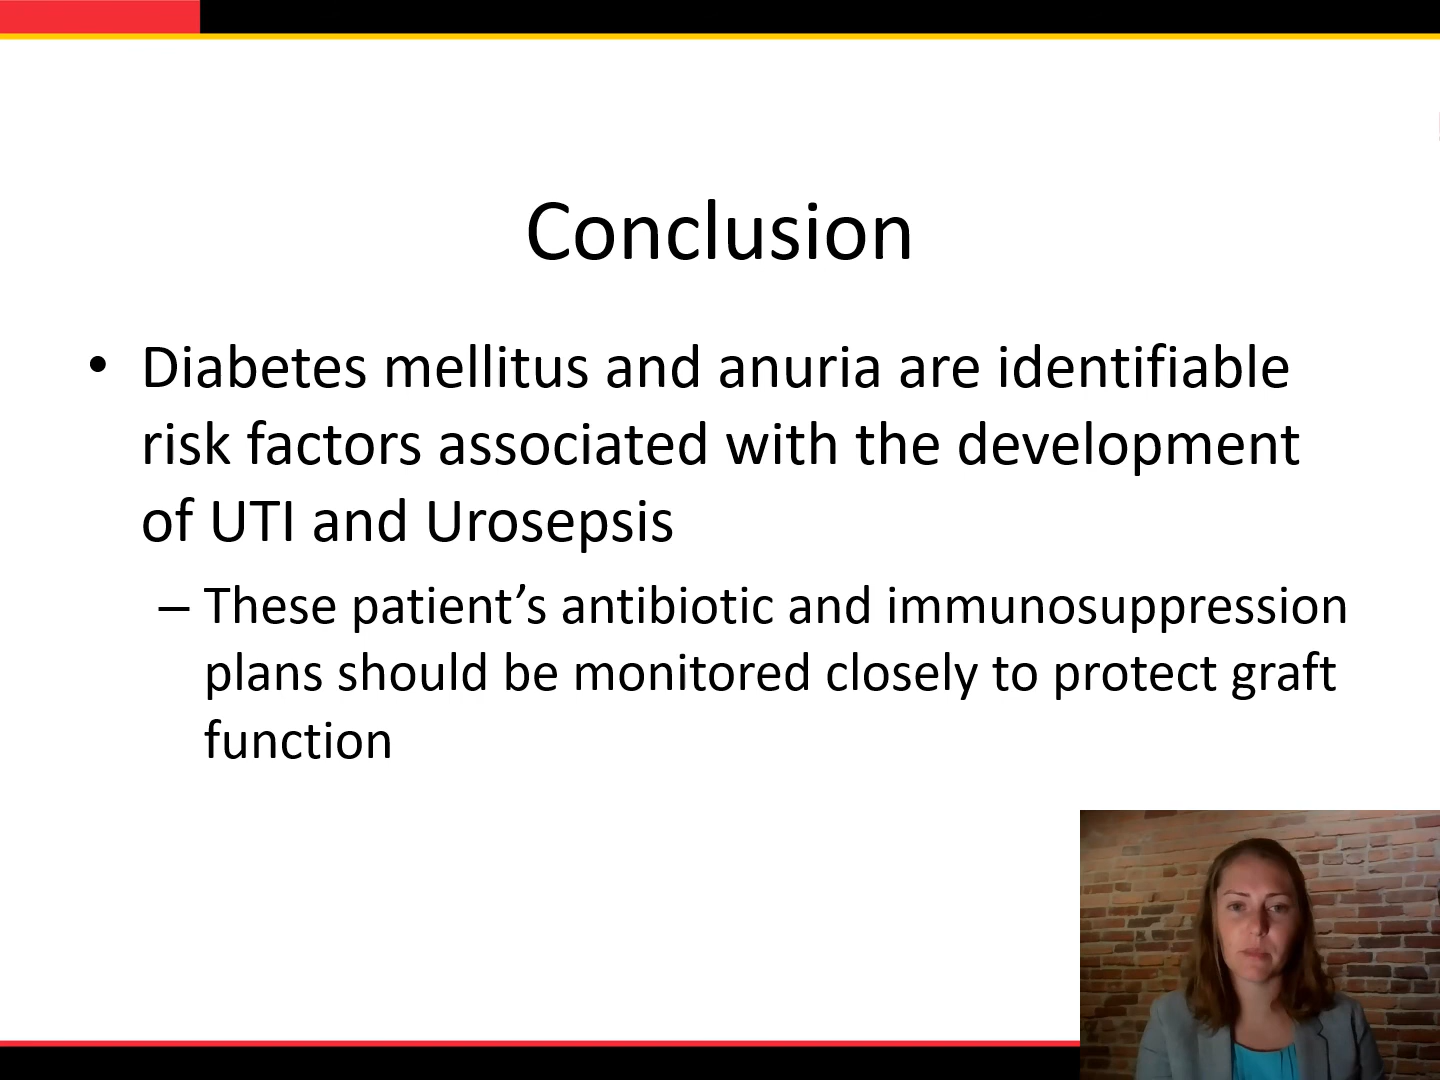 Conclusion
• Diabetes mellitus and anuria are identifiable
risk factors associated with the development
of UTI and Urosepsis
– These patient’s antibiotic and immunosuppression
plans should be monitored closely to protect graft
function